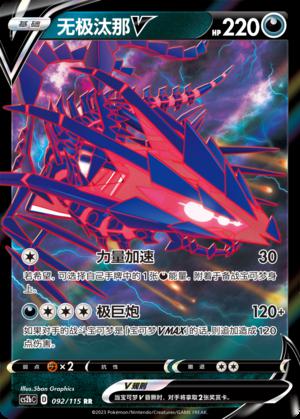 基础
无极汰那V
HP 220
力量加速 30
若希望,可选择自己手牌中的1张能量,附着于备战宝可梦身上。
极巨炮 120+
如果对手的战斗宝可梦是「宝可梦VMAX」的话,则追加造成120点伤害。
弱点 ×2 抗性 撤退
Illus.5ban Graphics
V规则
当宝可梦V昏厥时,对手将拿取2张奖赏卡。
cs3bC D 092/115 RR
©2023 Pokémon/Nintendo/Creatures/GAME FREAK.